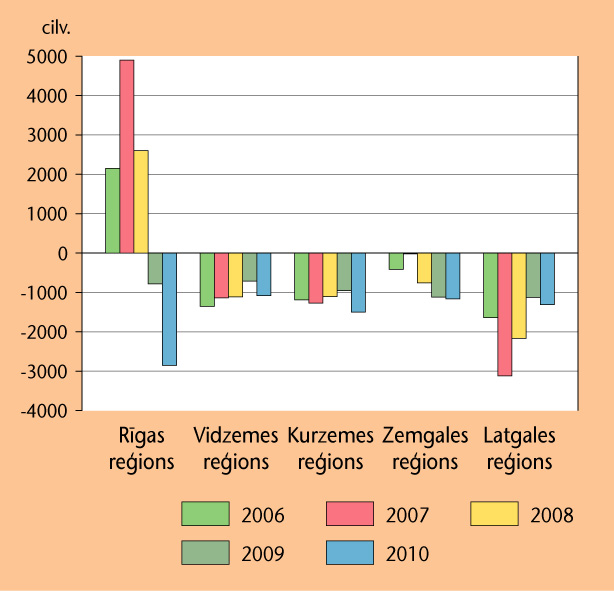 cilv.
5000
4000
3000
2000
1000
0
-1000
-2000
-3000
-4000
Rīgas reģions
Vidzemes reģions
Kurzemes reģions
Zemgales reģions
Latgales reģions
2006 2007 2008
2009 2010